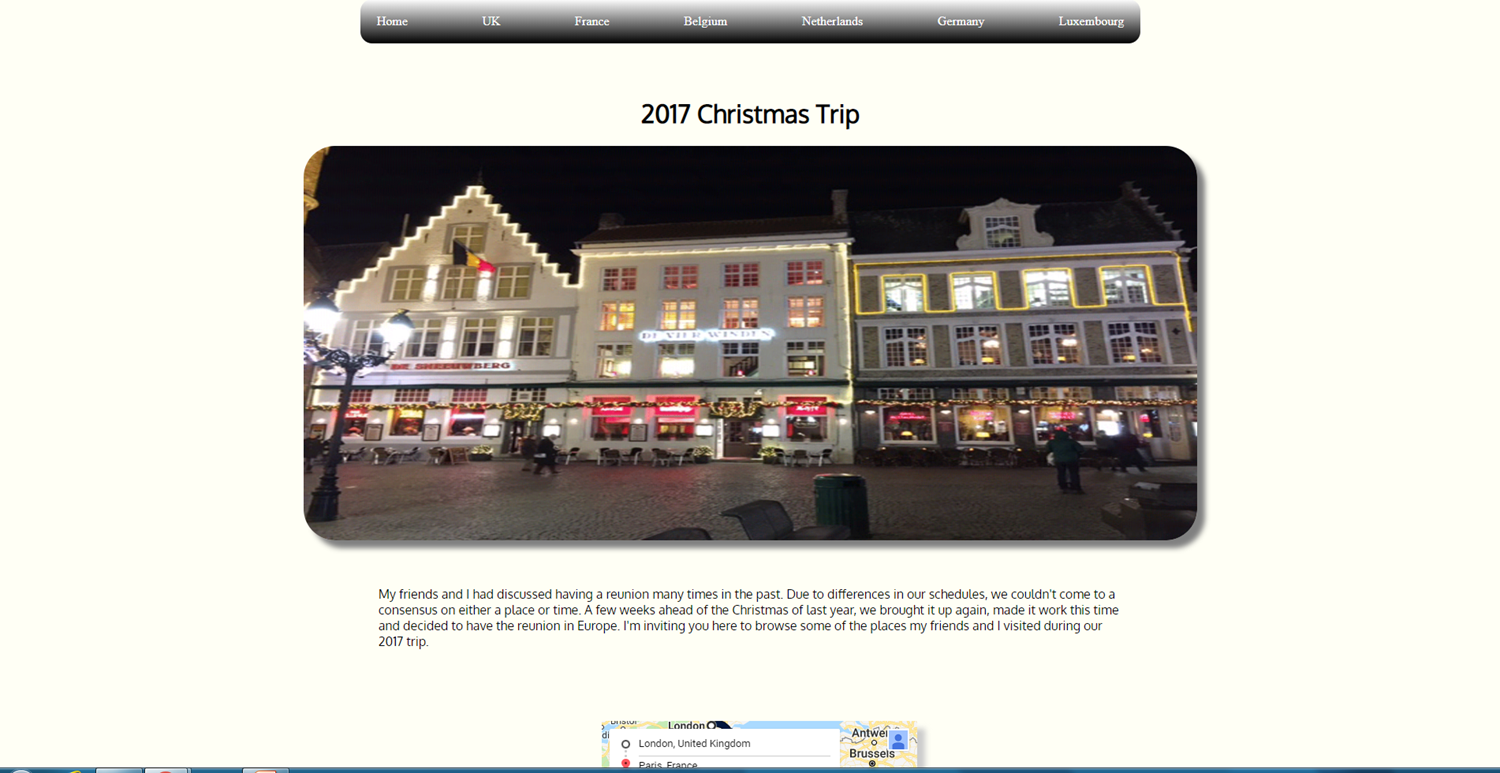 Home UK France Belgium Netherlands Germany Luxembourg
2017 Christmas Trip
DE SNEEUWBERG
DE VIER WINDEN
My friends and I had discussed having a reunion many times in the past. Due to differences in our schedules, we couldn't come to a
consensus on either a place or time. A few weeks ahead of the Christmas of last year, we brought it up again, made it work this time
and decided to have the reunion in Europe. I'm inviting you here to browse some of the places my friends and I visited during our
2017 trip.
London
London, United Kingdom
Brussels
Paris, France